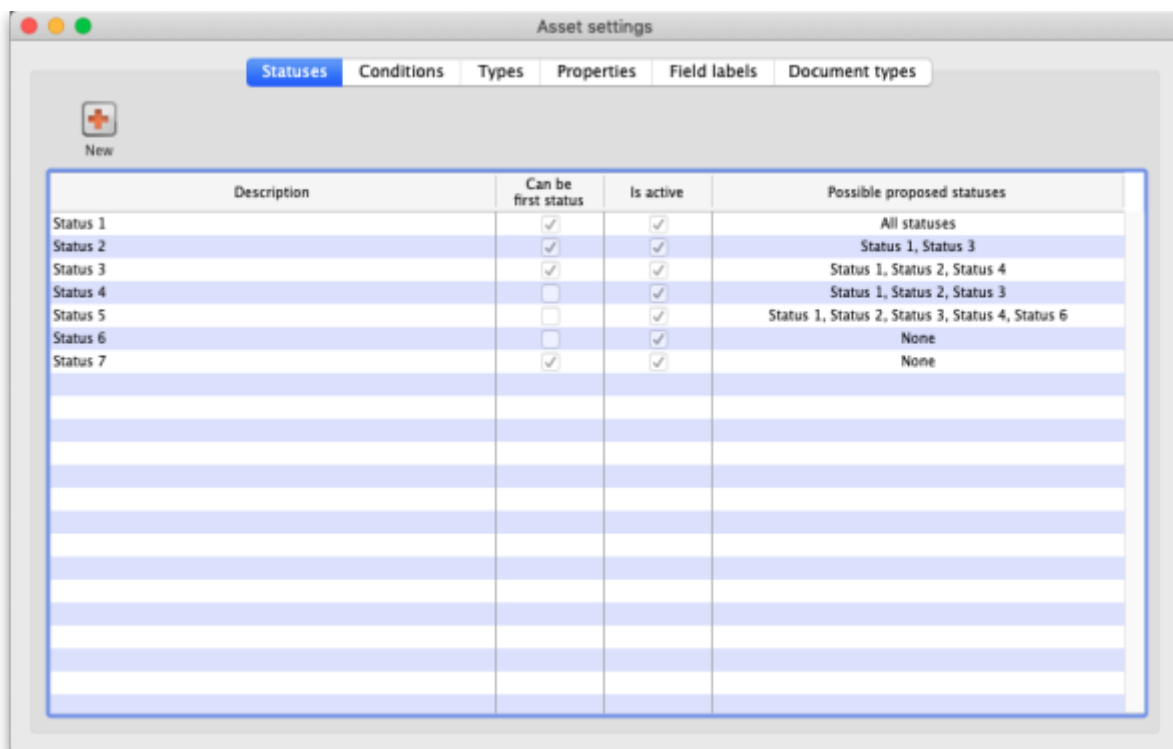 Asset settings
Statuses Conditions Types Properties Field labels Document types
New
Description Can be first status Is active Possible proposed statuses
Status 1 All statuses
Status 2 Status 1, Status 3
Status 3 Status 1, Status 2, Status 4
Status 4 Status 1, Status 2, Status 3
Status 5 Status 1, Status 2, Status 3, Status 4, Status 6
Status 6 None
Status 7 None